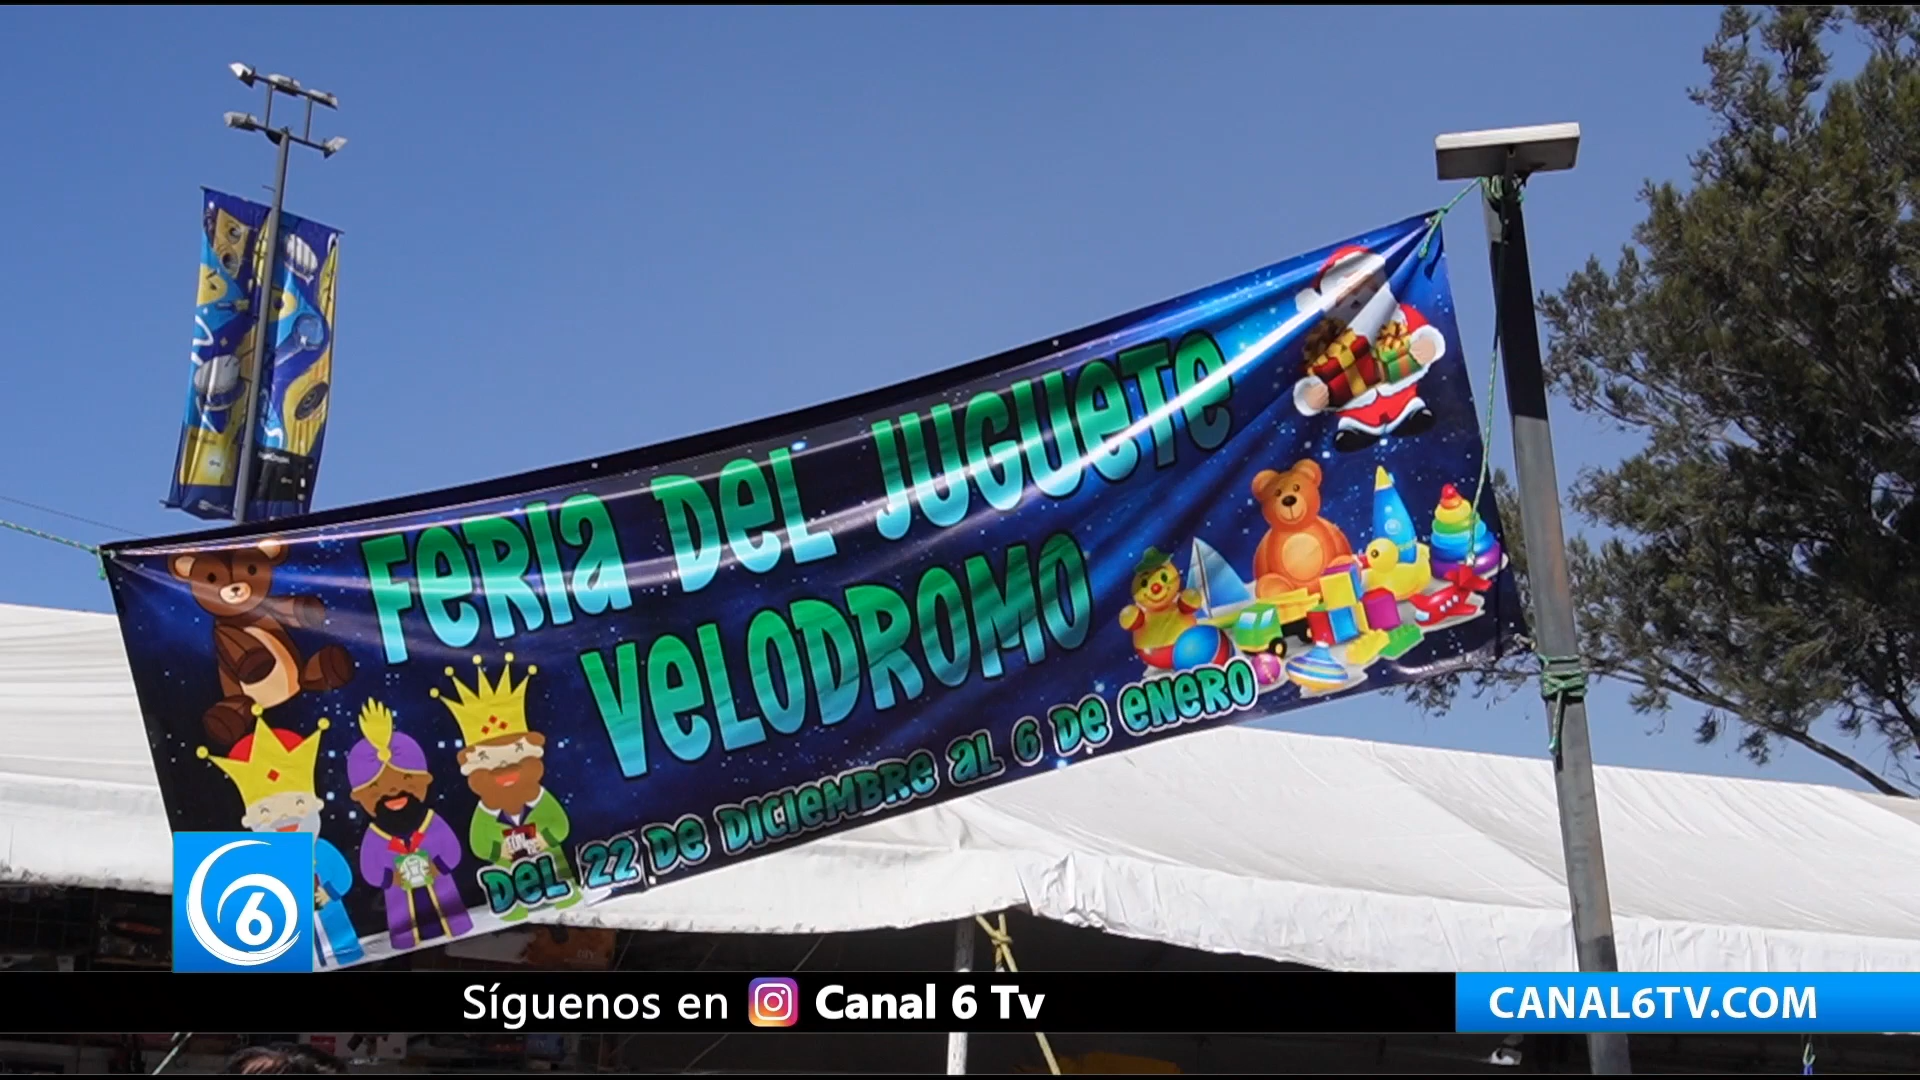 FERIA DEL JUGUETE
VELODROMO
DEL 22 DE DICIEMBRE AL 6 DE ENERO
6
Síguenos en Canal 6 Tv
CANAL6TV.COM